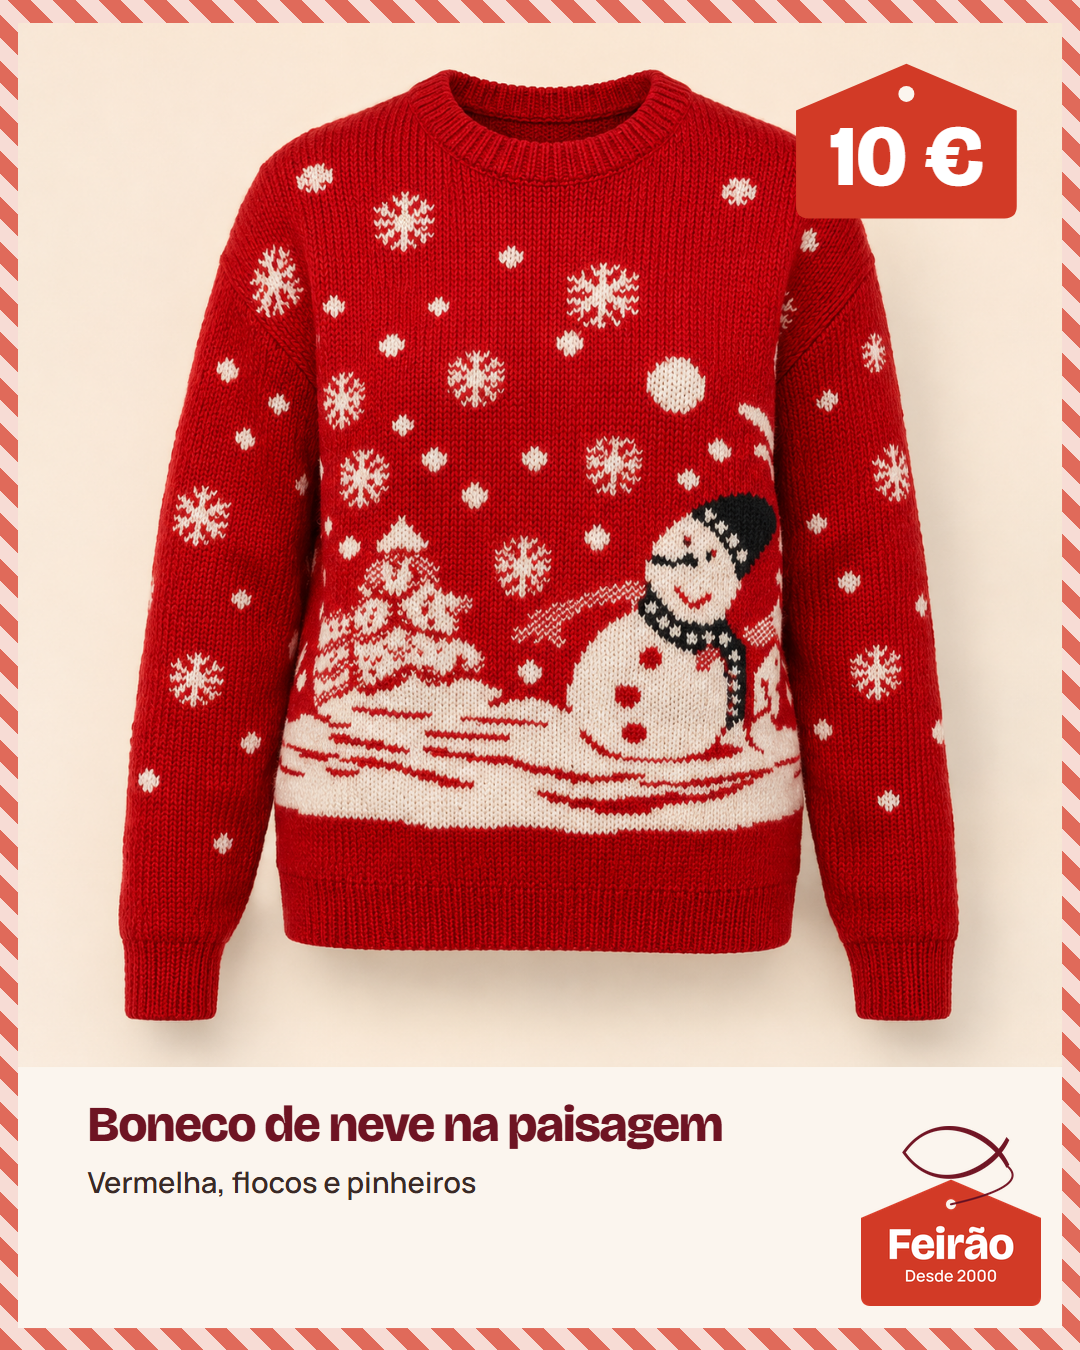 10 €
Boneco de neve na paisagem
Vermelha, flocos e pinheiros
Feirão
Desde 2000